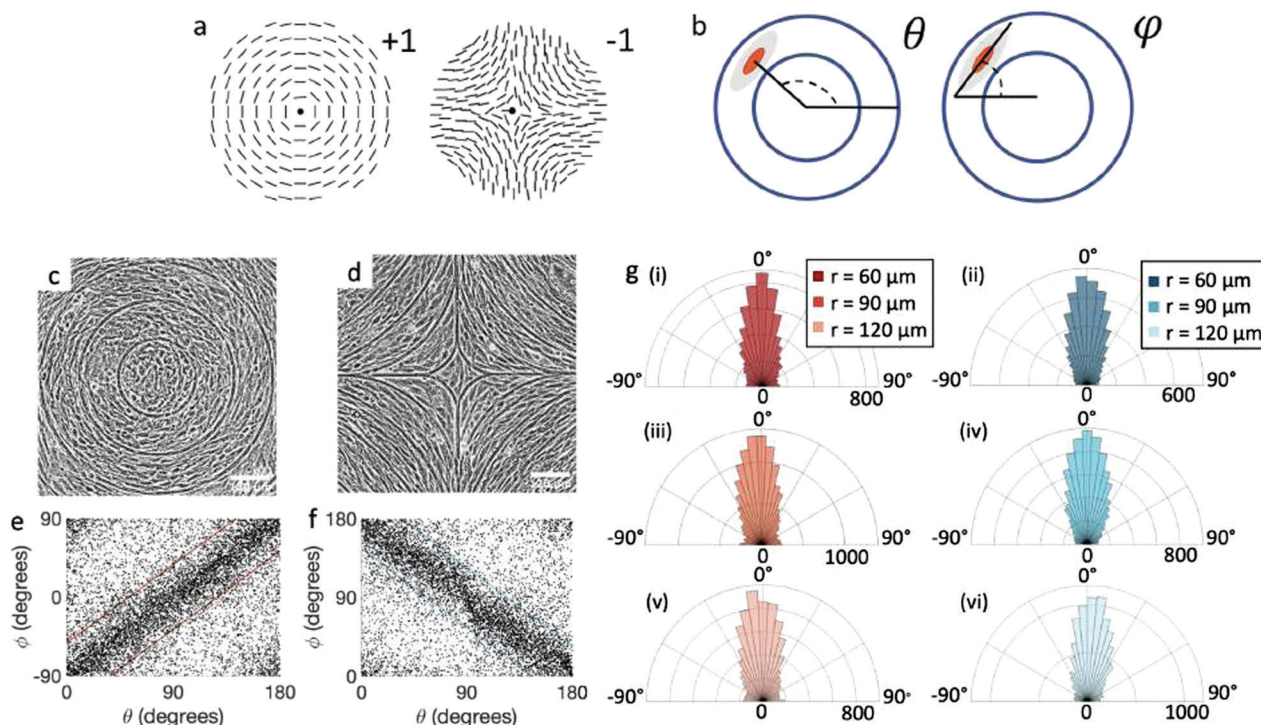 a
+1
-1
b
θ
φ
c
d
e
90
0
-90
ϕ (degrees)
0 90 180
θ (degrees)
f
180
90
0
ϕ (degrees)
0 90 180
θ (degrees)
g
(i)
0°
r = 60 μm
r = 90 μm
r = 120 μm
-90°
90°
0
800
(ii)
0°
r = 60 μm
r = 90 μm
r = 120 μm
-90°
90°
0
600
(iii)
0°
-90°
90°
0
1000
(iv)
0°
-90°
90°
0
800
(v)
0°
-90°
90°
0
800
(vi)
0°
-90°
90°
0
1000